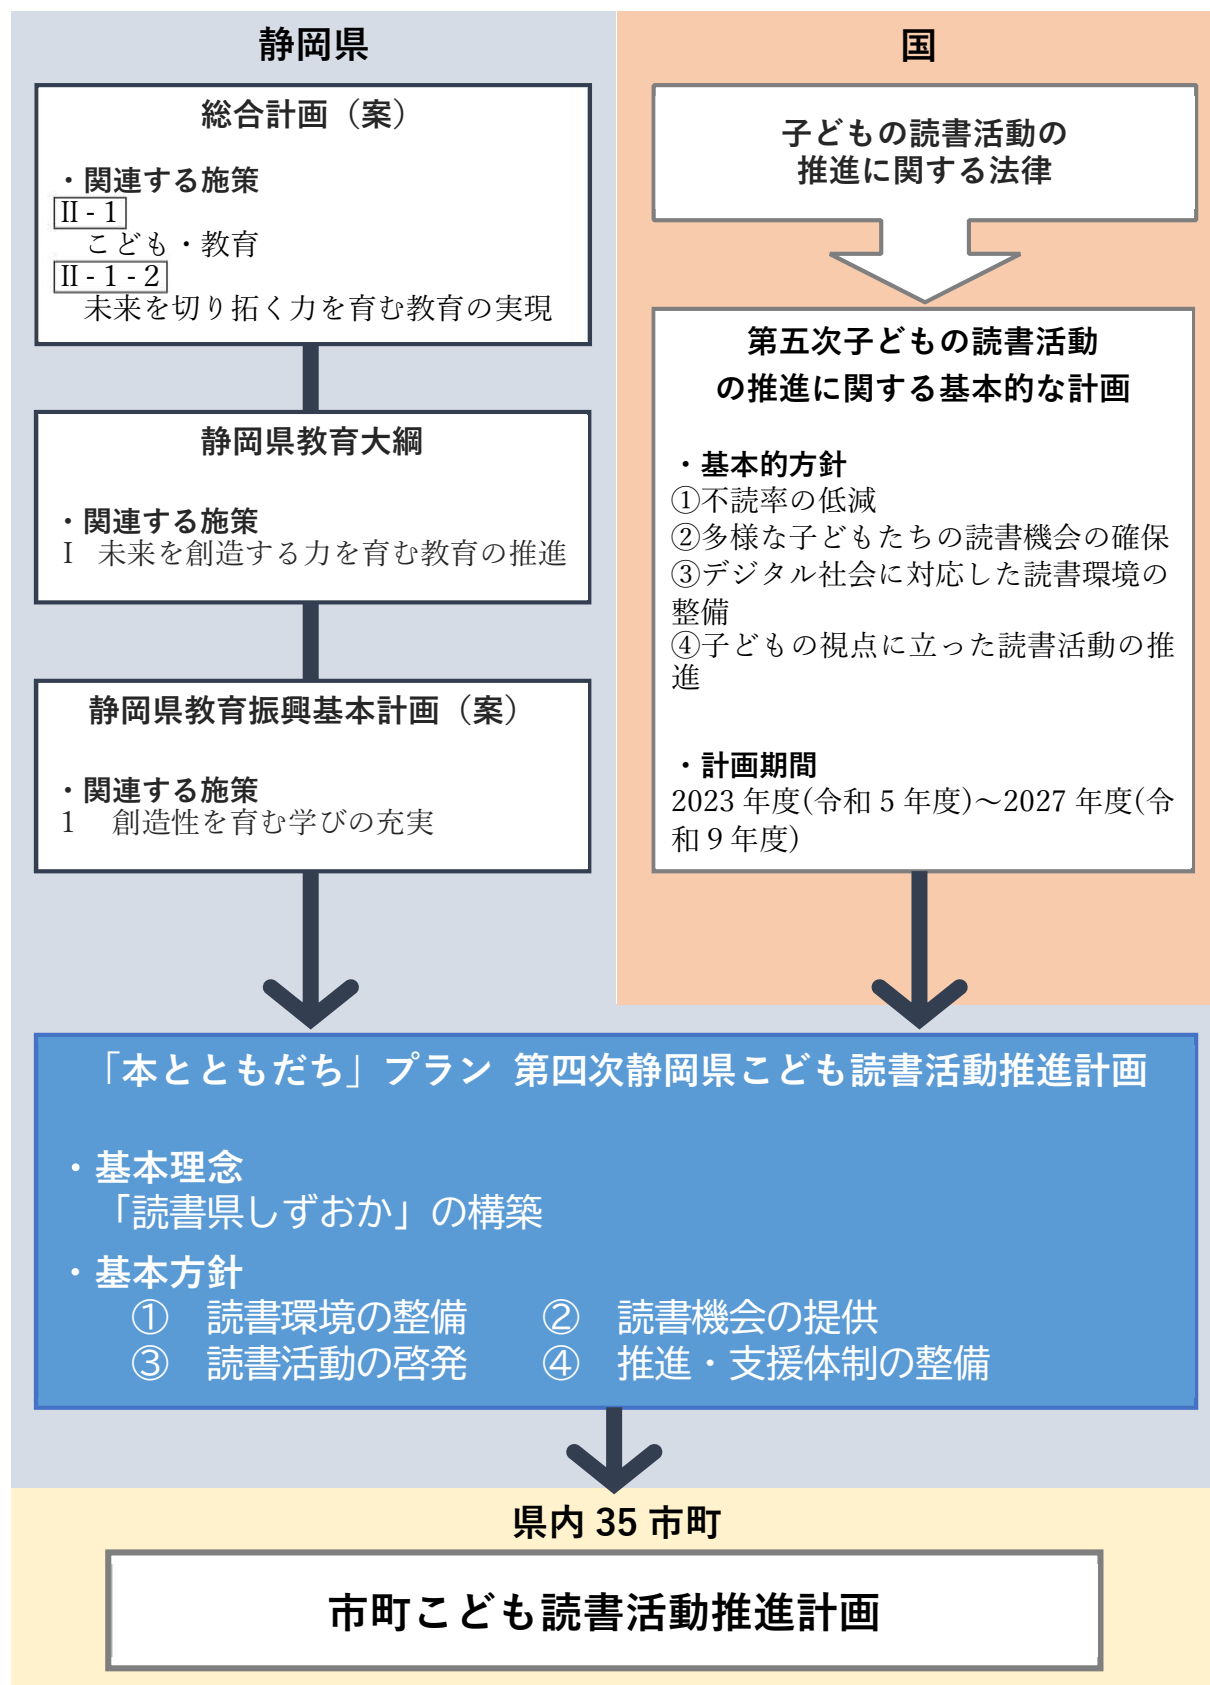 静岡県
総合計画（案）
・関連する施策
Ⅱ - 1
こども・教育
Ⅱ - 1 - 2
未来を切り拓く力を育む教育の実現
静岡県教育大綱
・関連する施策
Ⅰ 未来を創造する力を育む教育の推進
静岡県教育振興基本計画（案）
・関連する施策
1 創造性を育む学びの充実
国
子どもの読書活動の
推進に関する法律
第五次子どもの読書活動
の推進に関する基本的な計画
・基本的方針
①不読率の低減
②多様な子どもたちの読書機会の確保
③デジタル社会に対応した読書環境の
整備
④子どもの視点に立った読書活動の推
進
・計画期間
2023 年度(令和 5 年度)～2027 年度(令
和 9 年度)
「本とともだち」プラン 第四次静岡県こども読書活動推進計画
・基本理念
「読書県しずおか」の構築
・基本方針
① 読書環境の整備 ② 読書機会の提供
③ 読書活動の啓発 ④ 推進・支援体制の整備
県内 35 市町
市町こども読書活動推進計画